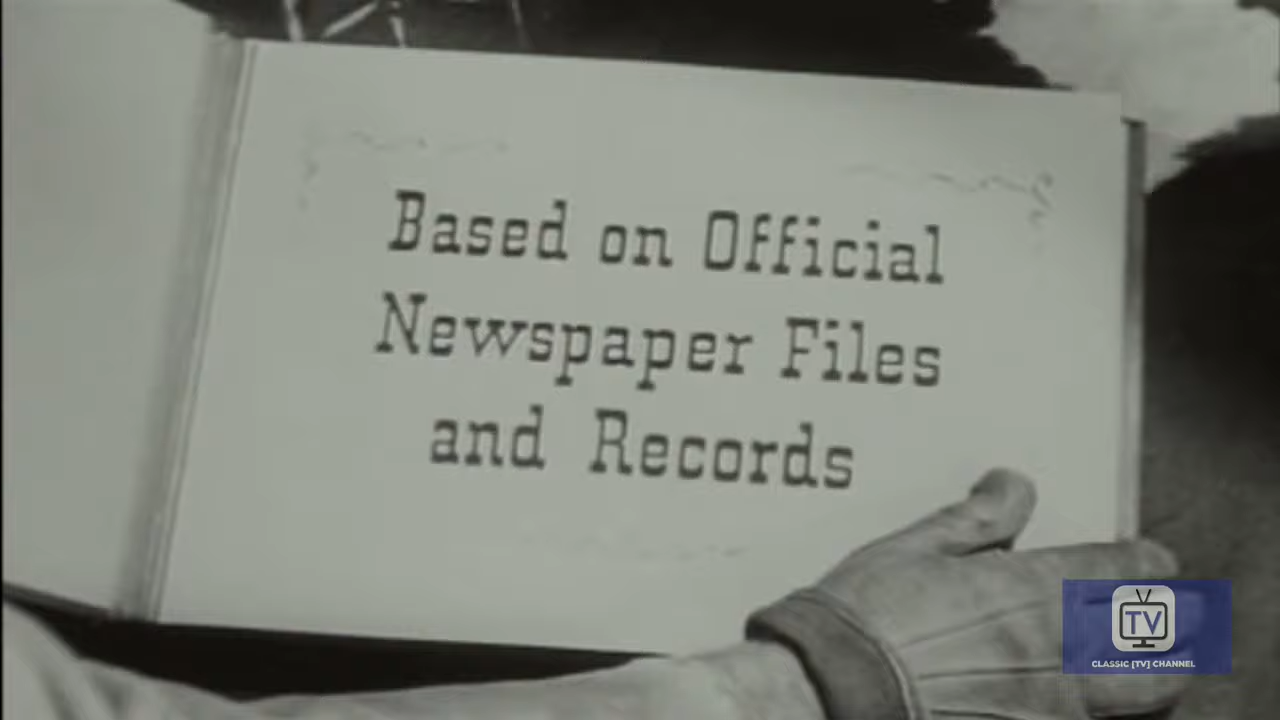 Based on Official
Newspaper Files
and Records
TV
CLASSIC [TV] CHANNEL